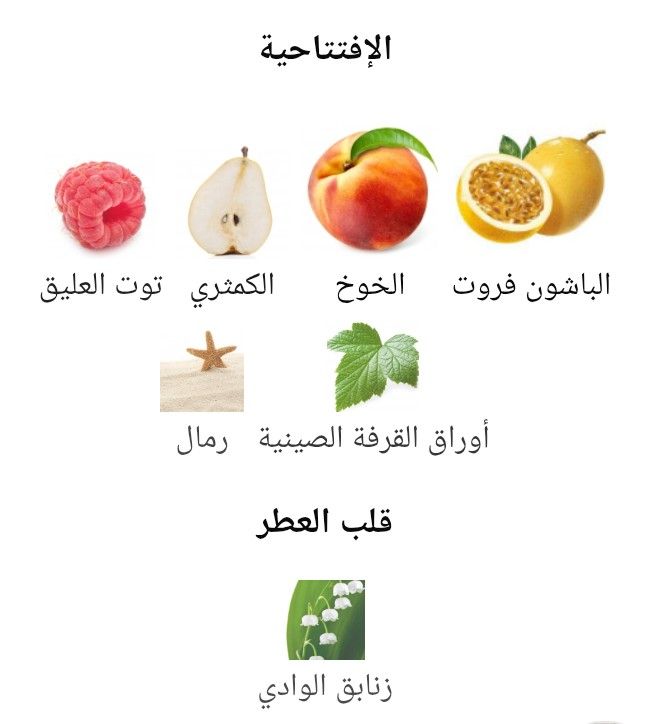 الإفتتاحية
الباشون فروت الخوخ الكمثري توت العليق
أوراق القرفة الصينية رمال
قلب العطر
زنابق الوادي